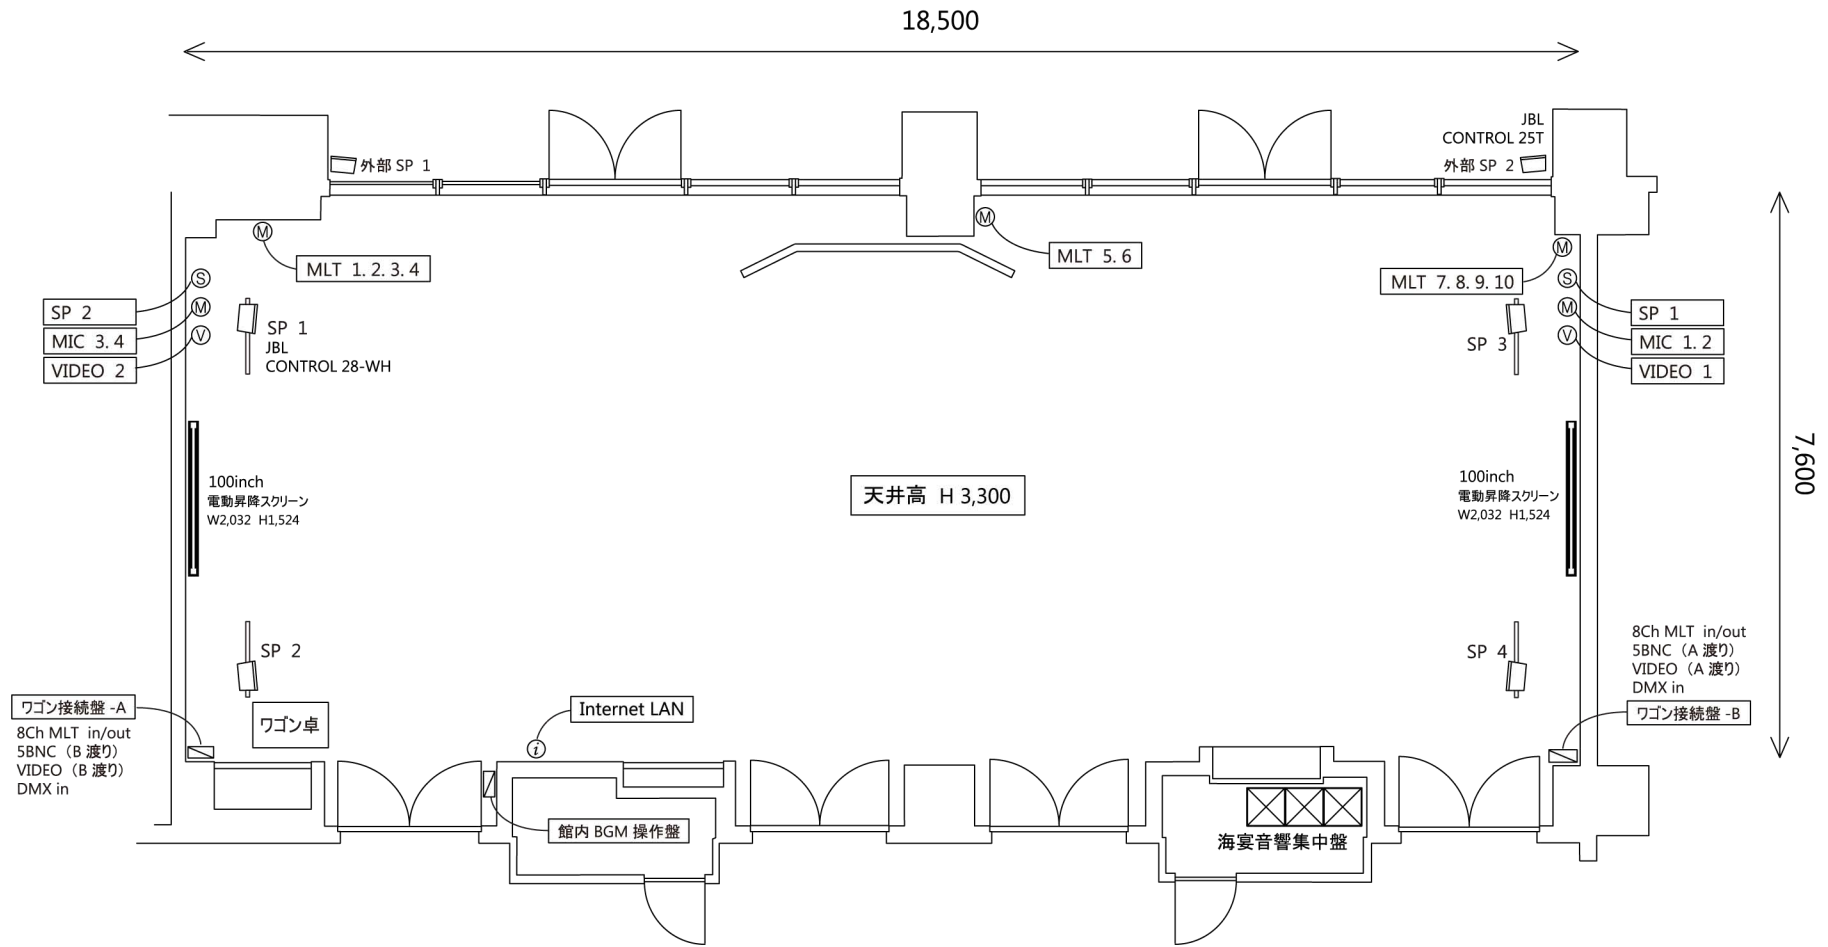 18,500
外部 SP 1
JBL
CONTROL 25T
外部 SP 2
M
MLT 1. 2. 3. 4
M
MLT 5. 6
M
MLT 7. 8. 9. 10
S
SP 2
M
MIC 3. 4
V
VIDEO 2
SP 1
JBL
CONTROL 28-WH
SP 3
S
SP 1
M
MIC 1. 2
V
VIDEO 1
7,600
100inch
電動昇降スクリーン
W2,032 H1,524
天井高 H 3,300
100inch
電動昇降スクリーン
W2,032 H1,524
SP 2
SP 4
8Ch MLT in/out
5BNC（A 渡り）
VIDEO（A 渡り）
DMX in
ワゴン接続盤 -B
ワゴン接続盤 -A
8Ch MLT in/out
5BNC（B 渡り）
VIDEO（B 渡り）
DMX in
ワゴン卓
Internet LAN
i
館内 BGM 操作盤
海宴音響集中盤